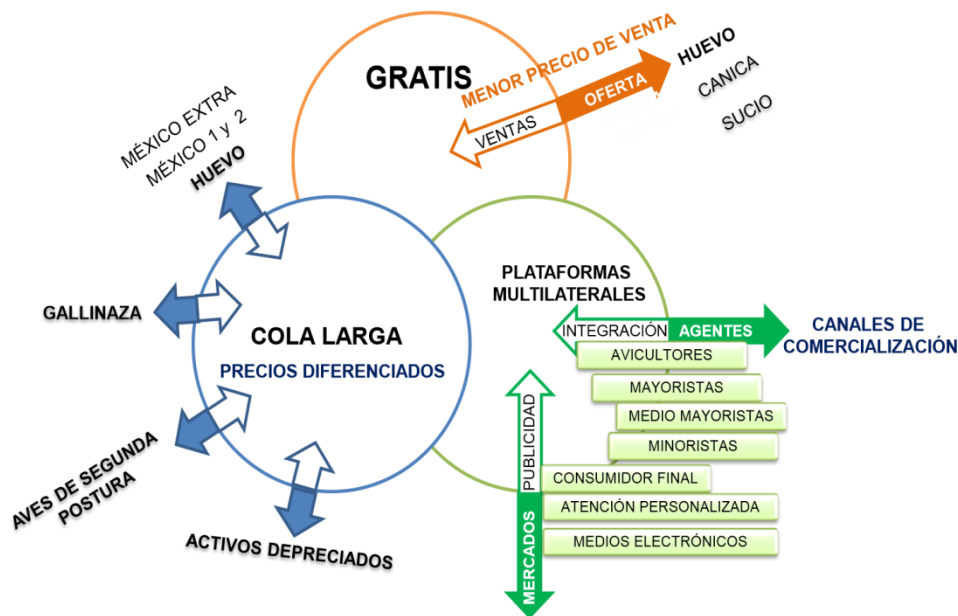 GRATIS
MENOR PRECIO DE VENTA
VENTAS
OFERTA
HUEVO
CANICA
SUCIO
MÉXICO EXTRA
MÉXICO 1 y 2
HUEVO
GALLINAZA
COLA LARGA
PRECIOS DIFERENCIADOS
AVES DE SEGUNDA
POSTURA
ACTIVOS DEPRECIADOS
PLATAFORMAS
MULTILATERALES
INTEGRACIÓN
AGENTES
CANALES DE
COMERCIALIZACIÓN
AVICULTORES
MAYORISTAS
MEDIO MAYORISTAS
MINORISTAS
CONSUMIDOR FINAL
ATENCIÓN PERSONALIZADA
MEDIOS ELECTRÓNICOS
PUBLICIDAD
MERCADOS